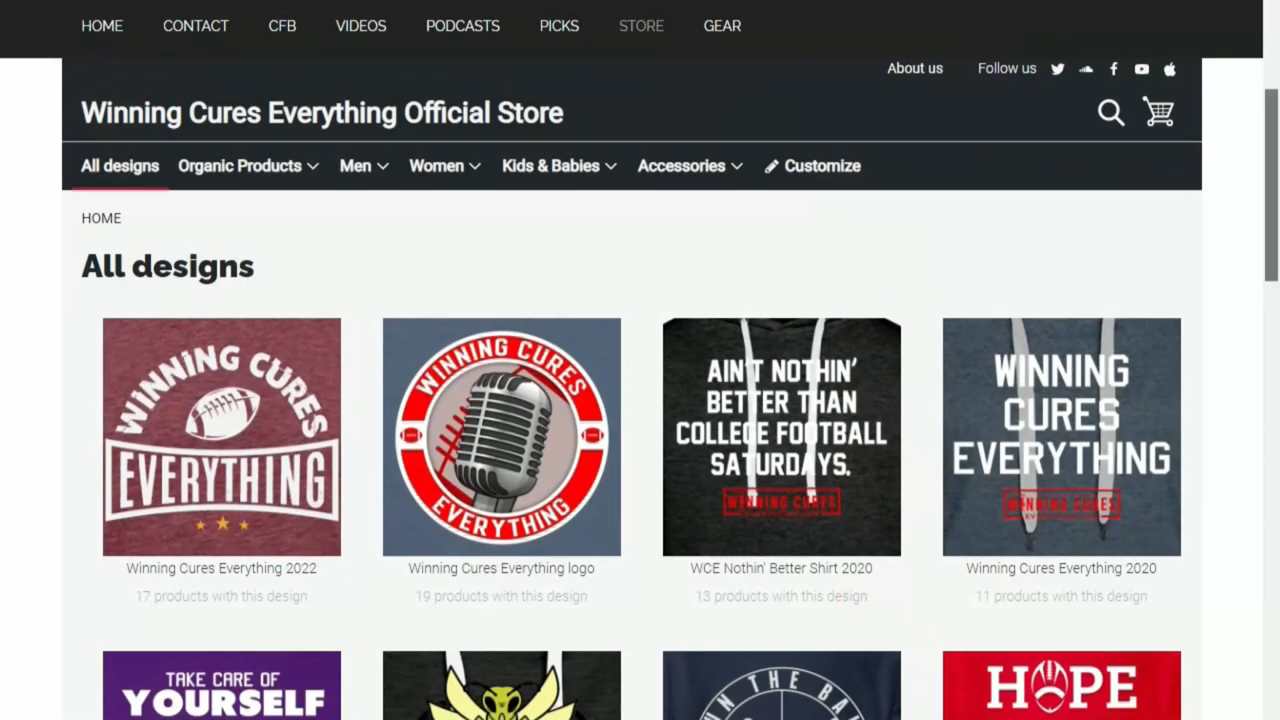 HOME CONTACT CFB VIDEOS PODCASTS PICKS STORE GEAR
About us Follow us
Winning Cures Everything Official Store
All designs Organic Products Men Women Kids & Babies Accessories Customize
HOME
All designs
WINNING CURES
EVERYTHING
WINNING CURES
EVERYTHING
AIN'T NOTHIN'
BETTER THAN
COLLEGE FOOTBALL
SATURDAYS.
WINNING CURES
WINNING
CURES
EVERYTHING
WINNING CURES
Winning Cures Everything 2022
Winning Cures Everything logo
WCE Nothin' Better Shirt 2020
Winning Cures Everything 2020
17 products with this design
19 products with this design
13 products with this design
11 products with this design
TAKE CARE OF
YOURSELF
THE
HOPE